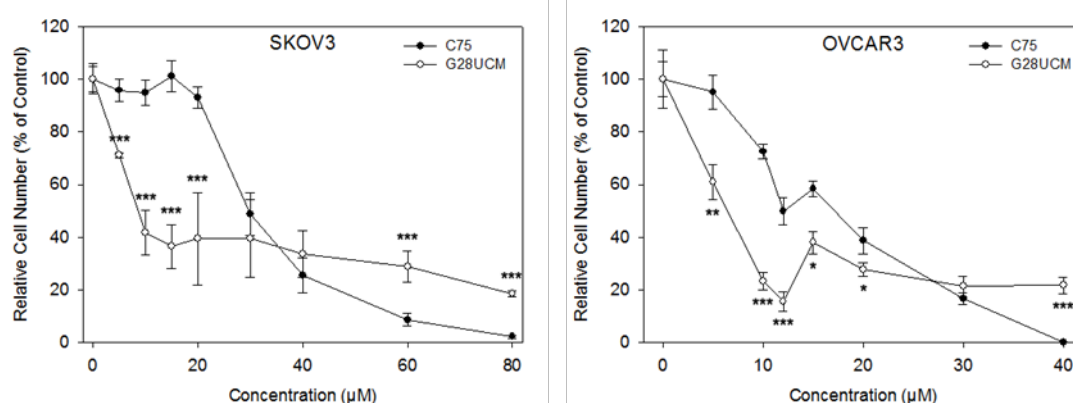 SKOV3
C75
G28UCM
Relative Cell Number (% of Control)
120
100
80
60
40
20
0
***
***
***
***
***
***
0 20 40 60 80
Concentration (µM)
OVCAR3
C75
G28UCM
Relative Cell Number (% of Control)
120
100
80
60
40
20
0
**
***
***
*
*
***
0 10 20 30 40
Concentration (µM)